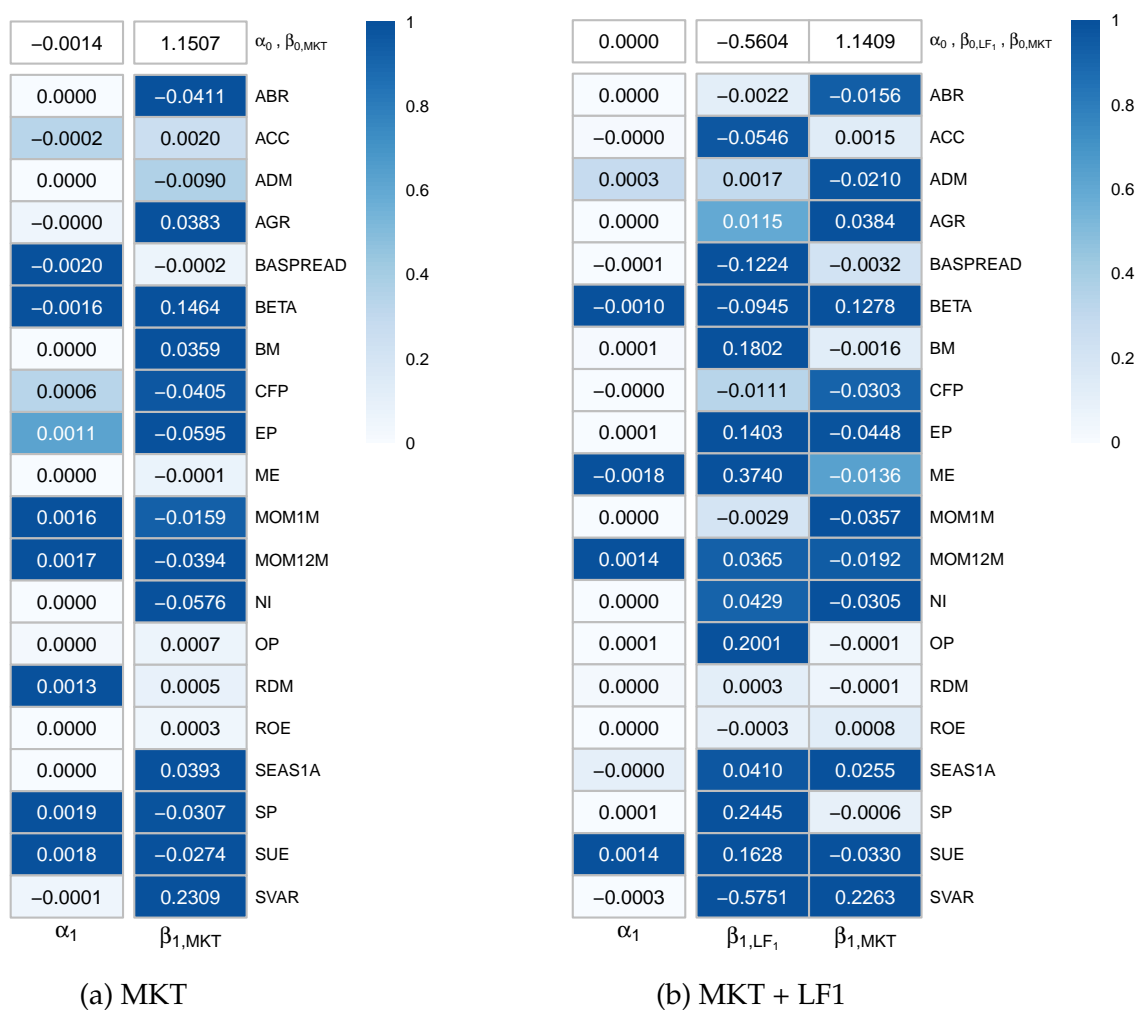 −0.0014 1.1507 α0 , β0,MKT
0.0000 −0.0411 ABR
−0.0002 0.0020 ACC
0.0000 −0.0090 ADM
−0.0000 0.0383 AGR
−0.0020 −0.0002 BASPREAD
−0.0016 0.1464 BETA
0.0000 0.0359 BM
0.0006 −0.0405 CFP
0.0011 −0.0595 EP
0.0000 −0.0001 ME
0.0016 −0.0159 MOM1M
0.0017 −0.0394 MOM12M
0.0000 −0.0576 NI
0.0000 0.0007 OP
0.0013 0.0005 RDM
0.0000 0.0003 ROE
0.0000 0.0393 SEAS1A
0.0019 −0.0307 SP
0.0018 −0.0274 SUE
−0.0001 0.2309 SVAR
α1 β1,MKT
1
0.8
0.6
0.4
0.2
0
(a) MKT
0.0000 −0.5604 1.1409 α0 , β0,LF1 , β0,MKT
0.0000 −0.0022 −0.0156 ABR
−0.0000 −0.0546 0.0015 ACC
0.0003 0.0017 −0.0210 ADM
0.0000 0.0115 0.0384 AGR
−0.0001 −0.1224 −0.0032 BASPREAD
−0.0010 −0.0945 0.1278 BETA
0.0001 0.1802 −0.0016 BM
−0.0000 −0.0111 −0.0303 CFP
0.0001 0.1403 −0.0448 EP
−0.0018 0.3740 −0.0136 ME
0.0000 −0.0029 −0.0357 MOM1M
0.0014 0.0365 −0.0192 MOM12M
0.0000 0.0429 −0.0305 NI
0.0001 0.2001 −0.0001 OP
0.0000 0.0003 −0.0001 RDM
0.0000 −0.0003 0.0008 ROE
−0.0000 0.0410 0.0255 SEAS1A
0.0001 0.2445 −0.0006 SP
0.0014 0.1628 −0.0330 SUE
−0.0003 −0.5751 0.2263 SVAR
α1 β1,LF1 β1,MKT
1
0.8
0.6
0.4
0.2
0
(b) MKT + LF1